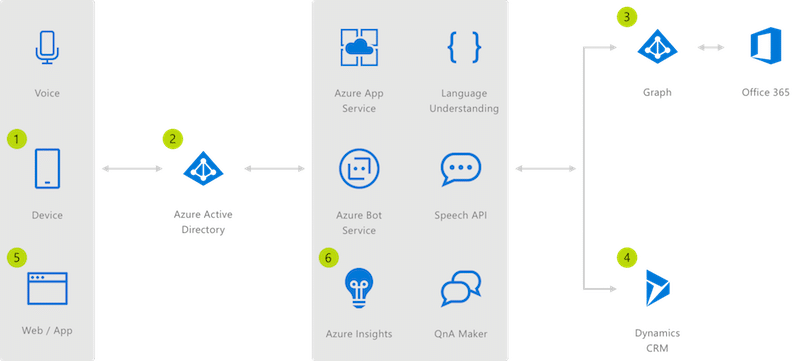 Voice
1
Device
5
Web / App
2
Azure Active
Directory
Azure App
Service
{ }
Language
Understanding
Azure Bot
Service
Speech API
6
Azure Insights
QnA Maker
3
Graph
Office 365
4
Dynamics
CRM